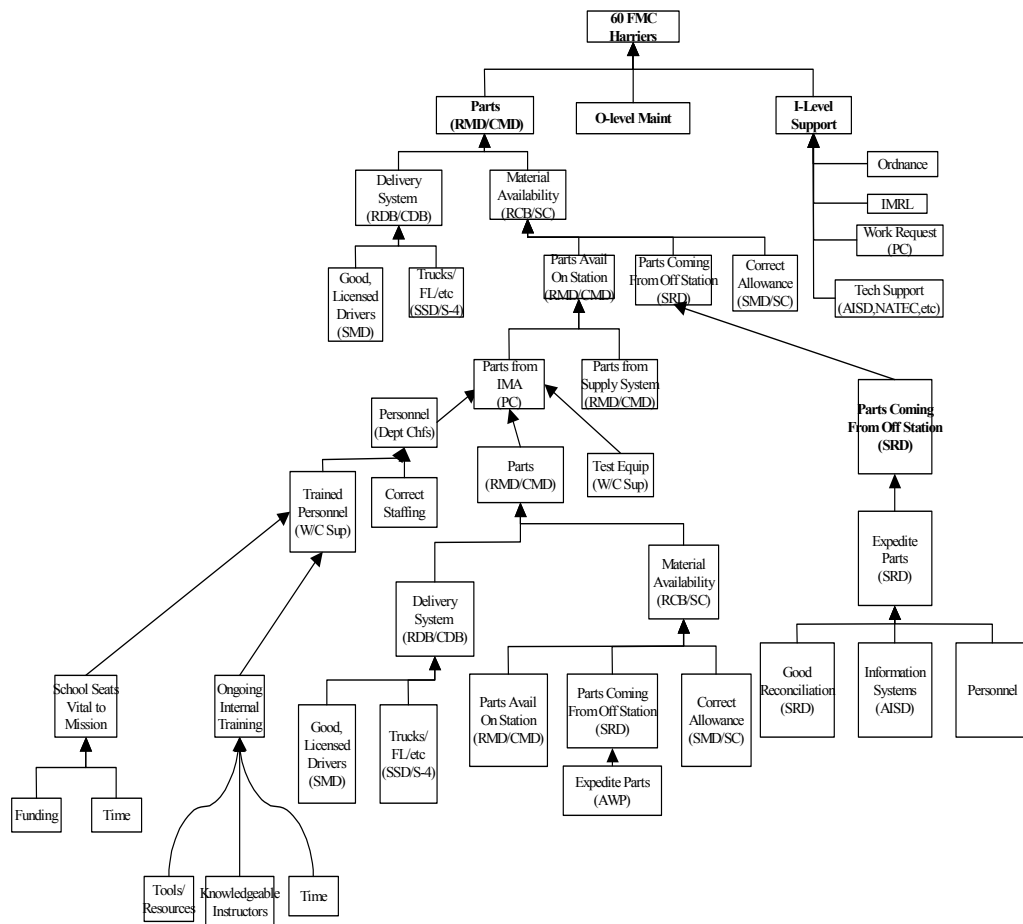 60 FMC
Harriers
Parts
(RMD/CMD)
O-level Maint
I-Level
Support
Delivery
System
(RDB/CDB)
Material
Availability
(RCB/SC)
Ordnance
IMRL
Work Request
(PC)
Tech Support
(AISD,NATEC,etc)
Good,
Licensed
Drivers
(SMD)
Trucks/
FL/etc
(SSD/S-4)
Parts Avail
On Station
(RMD/CMD)
Parts Coming
From Off Station
(SRD)
Correct
Allowance
(SMD/SC)
Parts from
IMA
(PC)
Parts from
Supply System
(RMD/CMD)
Personnel
(Dept Chfs)
Parts Coming
From Off Station
(SRD)
Trained
Personnel
(W/C Sup)
Correct
Staffing
Parts
(RMD/CMD)
Test Equip
(W/C Sup)
Expedite
Parts
(SRD)
Delivery
System
(RDB/CDB)
Material
Availability
(RCB/SC)
School Seats
Vital to
Mission
Ongoing
Internal
Training
Good,
Licensed
Drivers
(SMD)
Trucks/
FL/etc
(SSD/S-4)
Parts Avail
On Station
(RMD/CMD)
Parts Coming
From Off Station
(SRD)
Correct
Allowance
(SMD/SC)
Good
Reconciliation
(SRD)
Information
Systems
(AISD)
Personnel
Expedite Parts
(AWP)
Funding
Time
Tools/
Resources
Knowledgeable
Instructors
Time